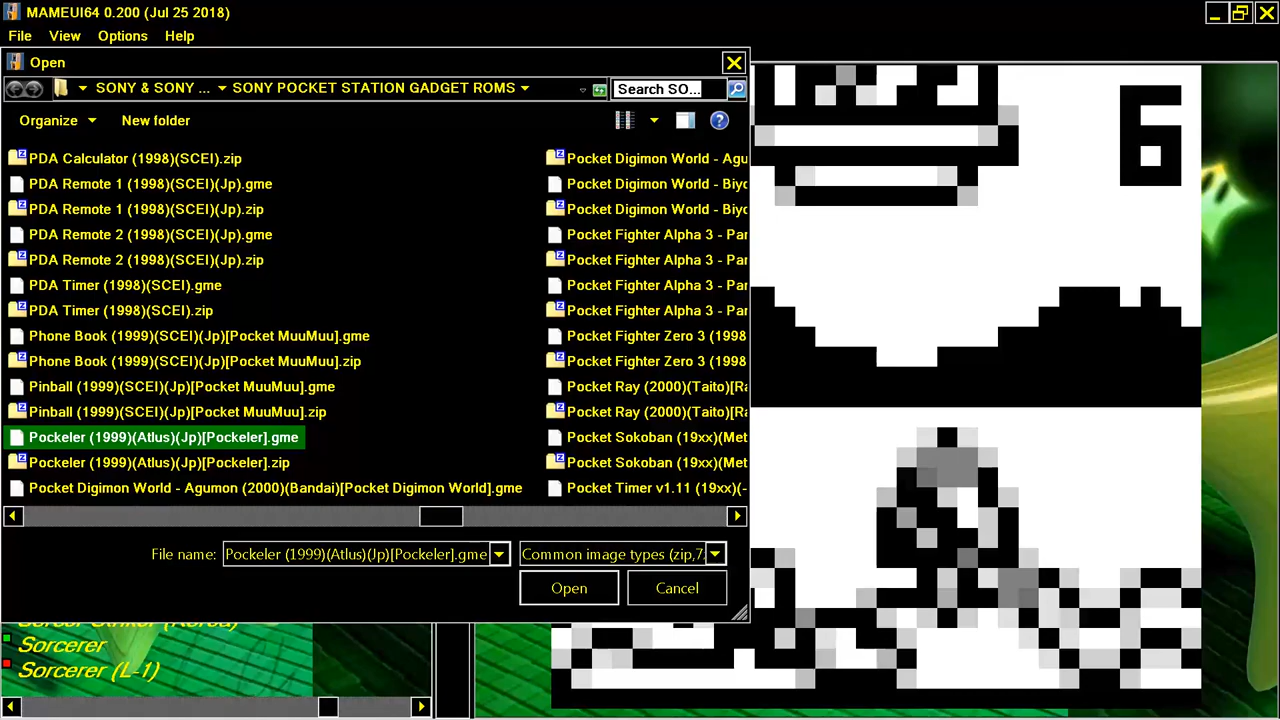 MAMEUI64 0.200 (Jul 25 2018)
File View Options Help
Open
SONY & SONY ... SONY POCKET STATION GADGET ROMS Search SO...
Organize New folder
PDA Calculator (1998)(SCEI).zip
PDA Remote 1 (1998)(SCEI)(Jp).gme
PDA Remote 1 (1998)(SCEI)(Jp).zip
PDA Remote 2 (1998)(SCEI)(Jp).gme
PDA Remote 2 (1998)(SCEI)(Jp).zip
PDA Timer (1998)(SCEI).gme
PDA Timer (1998)(SCEI).zip
Phone Book (1999)(SCEI)(Jp)[Pocket MuuMuu].gme
Phone Book (1999)(SCEI)(Jp)[Pocket MuuMuu].zip
Pinball (1999)(SCEI)(Jp)[Pocket MuuMuu].gme
Pinball (1999)(SCEI)(Jp)[Pocket MuuMuu].zip
Pockeler (1999)(Atlus)(Jp)[Pockeler].gme
Pockeler (1999)(Atlus)(Jp)[Pockeler].zip
Pocket Digimon World - Agumon (2000)(Bandai)[Pocket Digimon World].gme
Pocket Digimon World - Agu
Pocket Digimon World - Biyo
Pocket Digimon World - Biyo
Pocket Fighter Alpha 3 - Pa
Pocket Fighter Alpha 3 - Pa
Pocket Fighter Alpha 3 - Pa
Pocket Fighter Alpha 3 - Pa
Pocket Fighter Zero 3 (1998
Pocket Fighter Zero 3 (1998
Pocket Ray (2000)(Taito)[Ra
Pocket Ray (2000)(Taito)[Ra
Pocket Sokoban (19xx)(Met
Pocket Sokoban (19xx)(Met
Pocket Timer v1.11 (19xx)(-
File name: Pockeler (1999)(Atlus)(Jp)[Pockeler].gme Common image types (zip,7
Open Cancel
6
Sorcerer
Sorcerer (L-1)